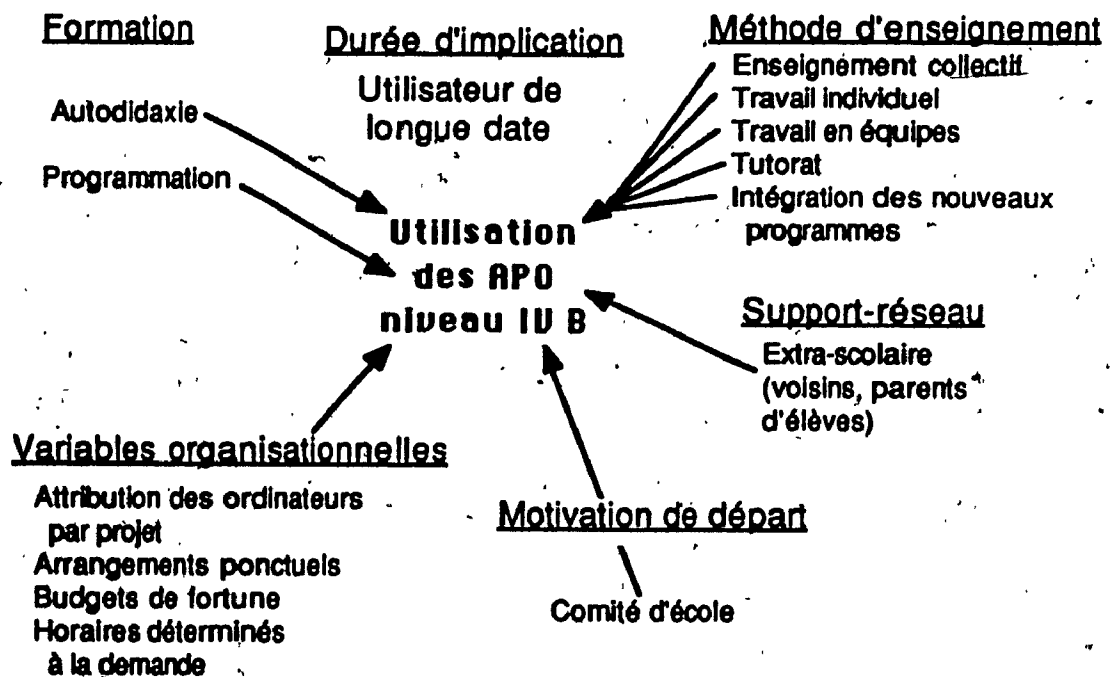 Formation
Autodidaxie
Programmation
Durée d'implication
Utilisateur de
longue date
Méthode d'enseignement
Enseignement collectif
Travail individuel
Travail en équipes
Tutorat
Intégration des nouveaux
programmes
Utilisation
des APO
niveau IV B
Support-réseau
Extra-scolaire
(voisins, parents
d'élèves)
Variables organisationnelles
Attribution des ordinateurs
par projet
Arrangements ponctuels
Budgets de fortune
Horaires déterminés
à la demande
Motivation de départ
Comité d'école